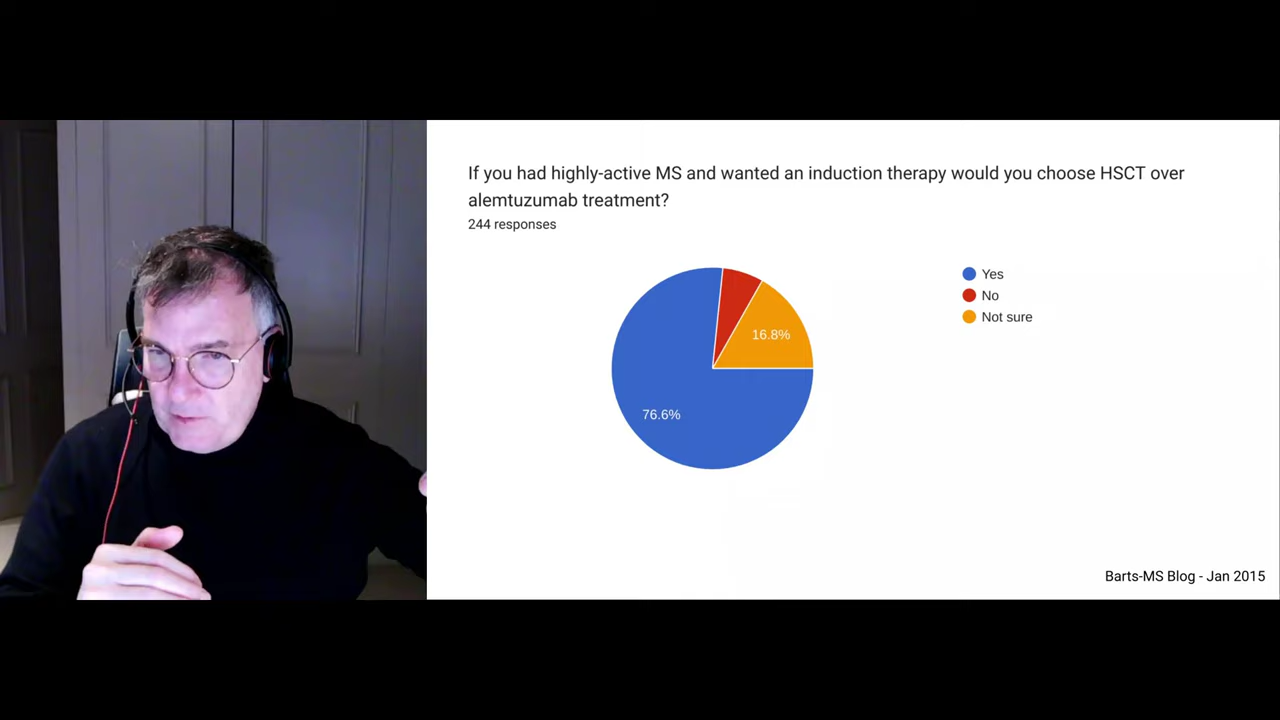 If you had highly-active MS and wanted an induction therapy would you choose HSCT over
alemtuzumab treatment?
244 responses
Yes
No
Not sure
16.8%
76.6%
Barts-MS Blog - Jan 2015